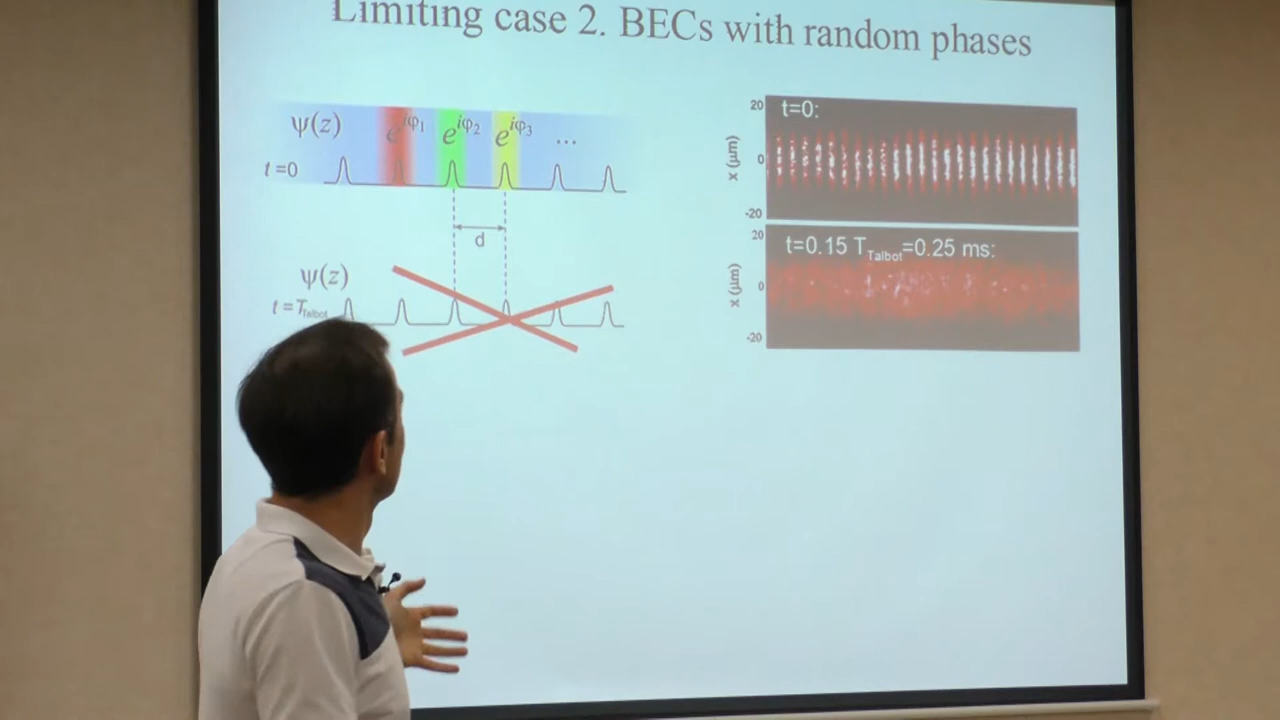 Limiting case 2. BECs with random phases
ψ(z) e^{iφ₁} e^{iφ₂} e^{iφ₃} ...
t=0
d
ψ(z)
t=T_Talbot
20
t=0:
x (μm)
0
-20
20
t=0.15 T_Talbot=0.25 ms:
x (μm)
0
-20